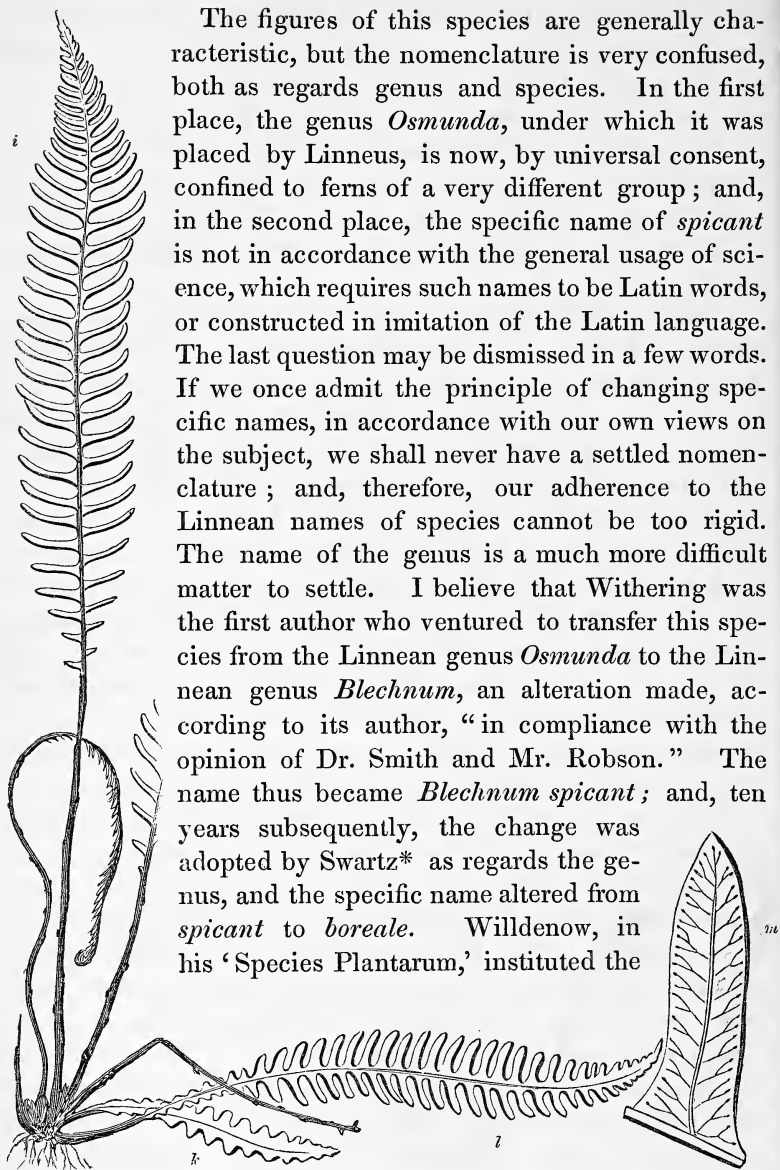 The figures of this species are generally cha-
racteristic, but the nomenclature is very confused,
both as regards genus and species. In the first
place, the genus Osmunda, under which it was
placed by Linneus, is now, by universal consent,
confined to ferns of a very different group ; and,
in the second place, the specific name of spicant
is not in accordance with the general usage of sci-
ence, which requires such names to be Latin words,
or constructed in imitation of the Latin language.
The last question may be dismissed in a few words.
If we once admit the principle of changing spe-
cific names, in accordance with our own views on
the subject, we shall never have a settled nomen-
clature ; and, therefore, our adherence to the
Linnean names of species cannot be too rigid.
The name of the genus is a much more difficult
matter to settle. I believe that Withering was
the first author who ventured to transfer this spe-
cies from the Linnean genus Osmunda to the Lin-
nean genus Blechnum, an alteration made, ac-
cording to its author, “ in compliance with the
opinion of Dr. Smith and Mr. Robson. ” The
name thus became Blechnum spicant ; and, ten
years subsequently, the change was
adopted by Swartz* as regards the ge-
nus, and the specific name altered from
spicant to boreale. Willdenow, in
his ‘ Species Plantarum,’ instituted the
i
m
l
k